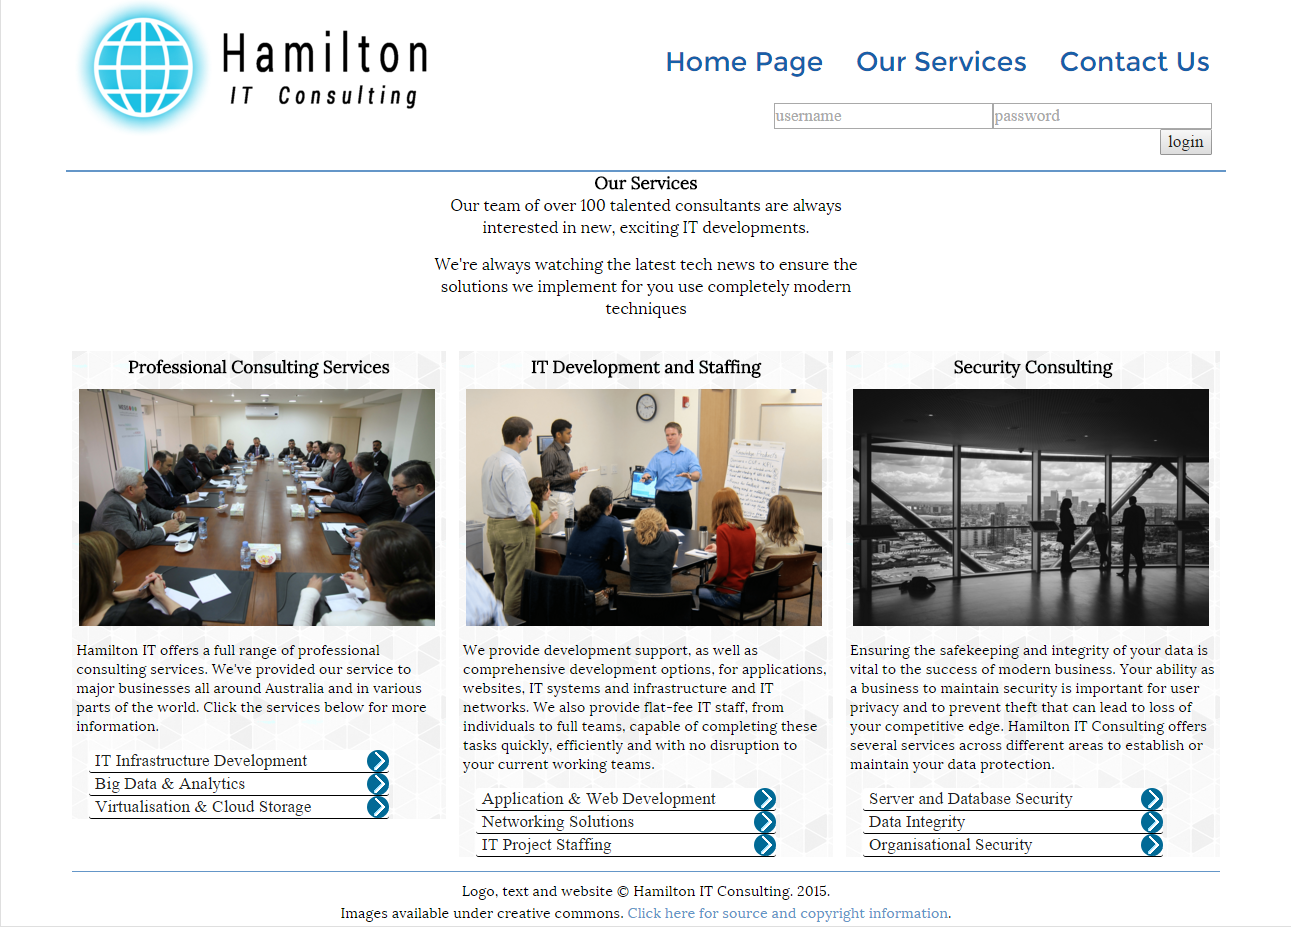 Hamilton
IT Consulting
Home Page Our Services Contact Us
username password
login
Our Services
Our team of over 100 talented consultants are always
interested in new, exciting IT developments.
We're always watching the latest tech news to ensure the
solutions we implement for you use completely modern
techniques
Professional Consulting Services
Hamilton IT offers a full range of professional
consulting services. We've provided our service to
major businesses all around Australia and in various
parts of the world. Click the services below for more
information.
IT Infrastructure Development
Big Data & Analytics
Virtualisation & Cloud Storage
IT Development and Staffing
We provide development support, as well as
comprehensive development options, for applications,
websites, IT systems and infrastructure and IT
networks. We also provide flat-fee IT staff, from
individuals to full teams, capable of completing these
tasks quickly, efficiently and with no disruption to
your current working teams.
Application & Web Development
Networking Solutions
IT Project Staffing
Security Consulting
Ensuring the safekeeping and integrity of your data is
vital to the success of modern business. Your ability as
a business to maintain security is important for user
privacy and to prevent theft that can lead to loss of
your competitive edge. Hamilton IT Consulting offers
several services across different areas to establish or
maintain your data protection.
Server and Database Security
Data Integrity
Organisational Security
Logo, text and website © Hamilton IT Consulting. 2015.
Images available under creative commons. Click here for source and copyright information.